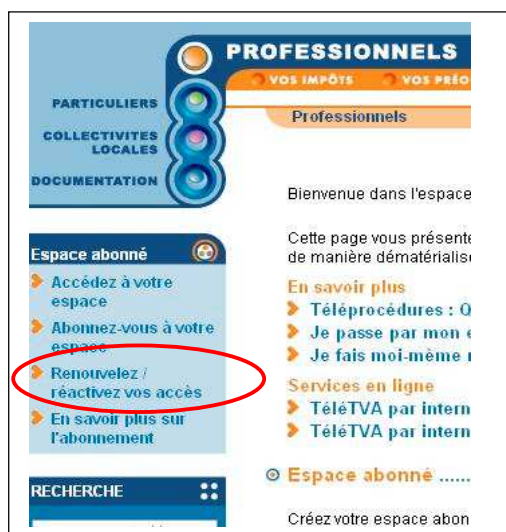 PROFESSIONNELS
VOS IMPÔTS VOS PRÉO
PARTICULIERS
COLLECTIVITES
LOCALES
DOCUMENTATION
Professionnels
Bienvenue dans l'espace
Cette page vous présente
de manière dématérialis
En savoir plus
Téléprocédures : Q
Je passe par mon e
Je fais moi-même
Services en ligne
TéléTVA par intern
TéléTVA par intern
Espace abonné ......
Créez votre espace abon
Espace abonné
Accédez à votre
espace
Abonnez-vous à votre
espace
Renouvelez /
réactivez vos accès
En savoir plus sur
l'abonnement
RECHERCHE